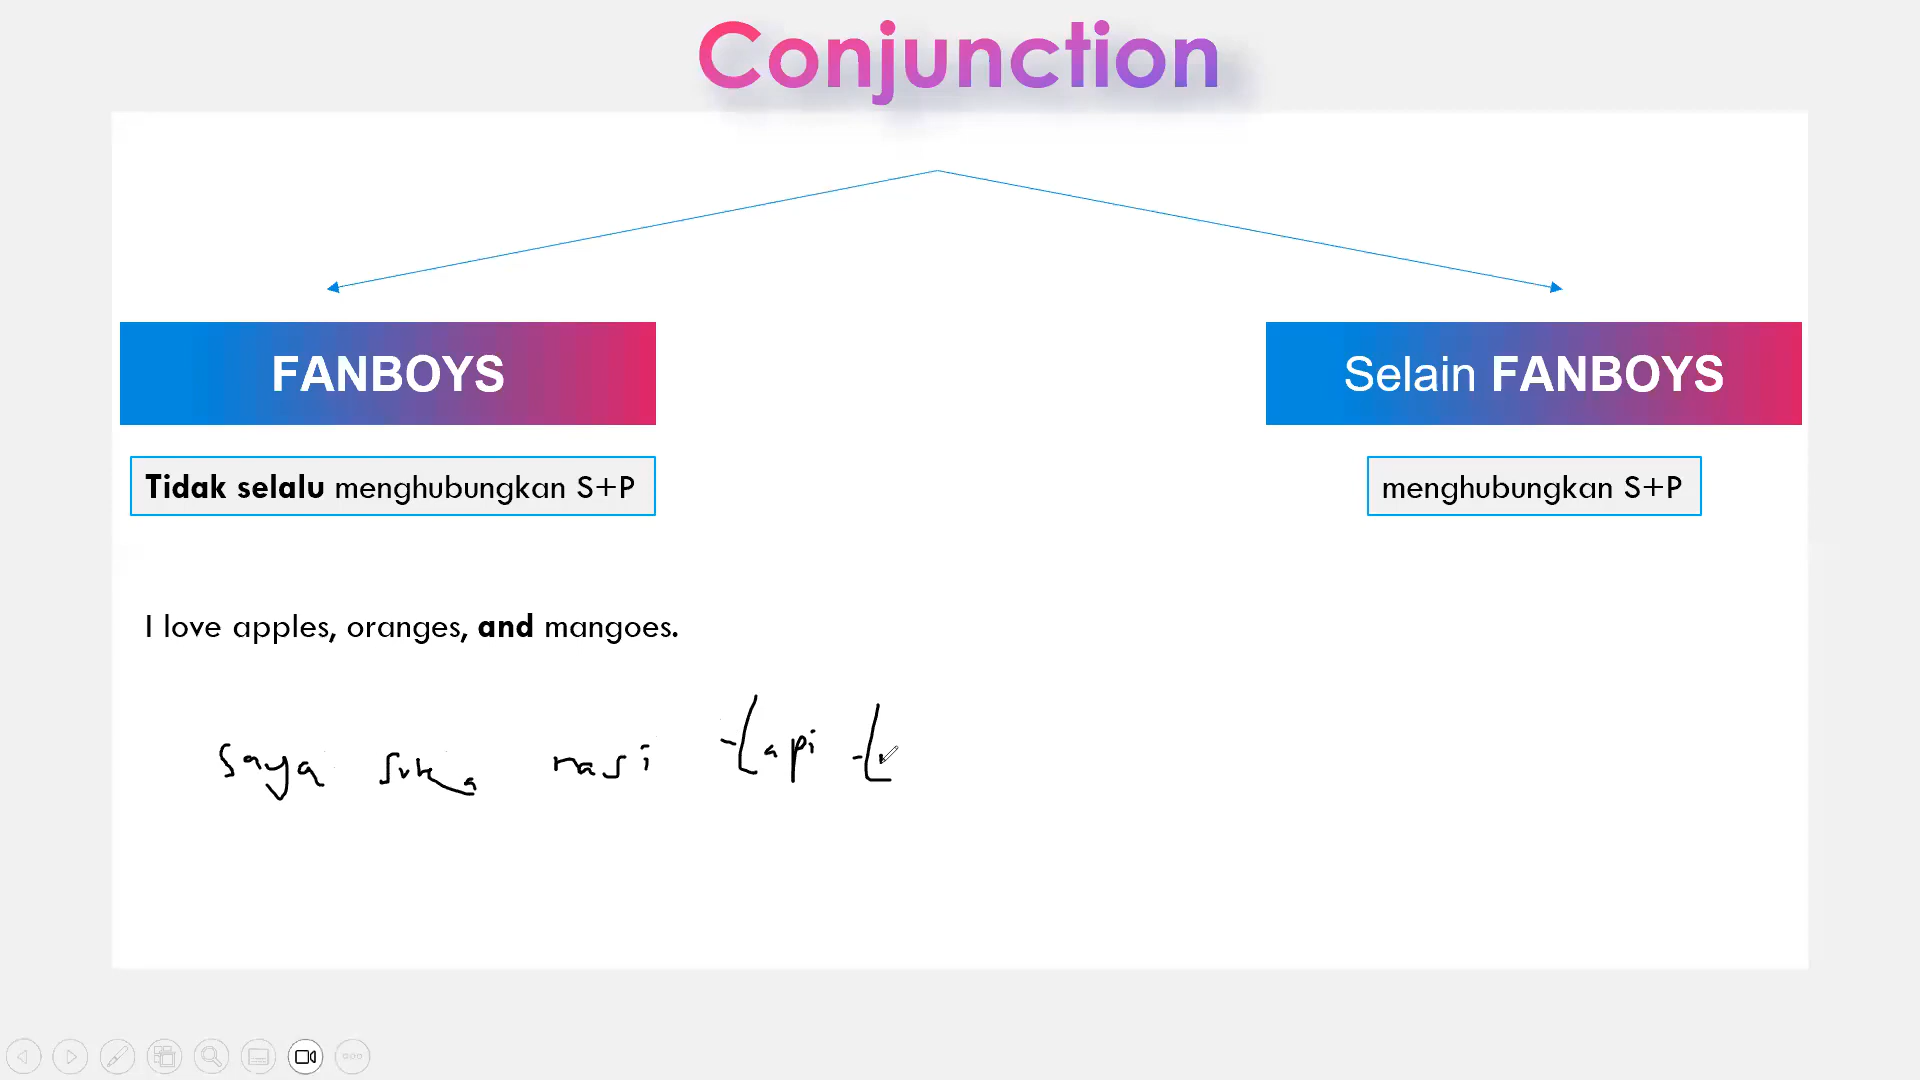 Conjunction
FANBOYS
Selain FANBOYS
Tidak selalu menghubungkan S+P
menghubungkan S+P
I love apples, oranges, and mangoes.
saya suka nasi tapi